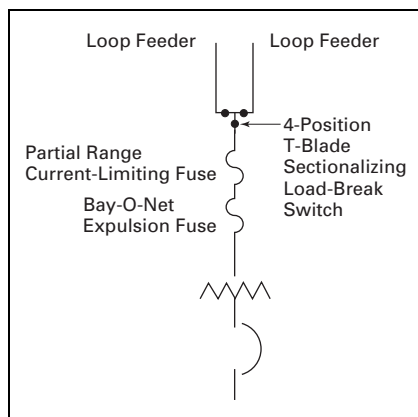 Loop Feeder
Loop Feeder
4-Position
T-Blade
Sectionalizing
Load-Break
Switch
Partial Range
Current-Limiting Fuse
Bay-O-Net
Expulsion Fuse